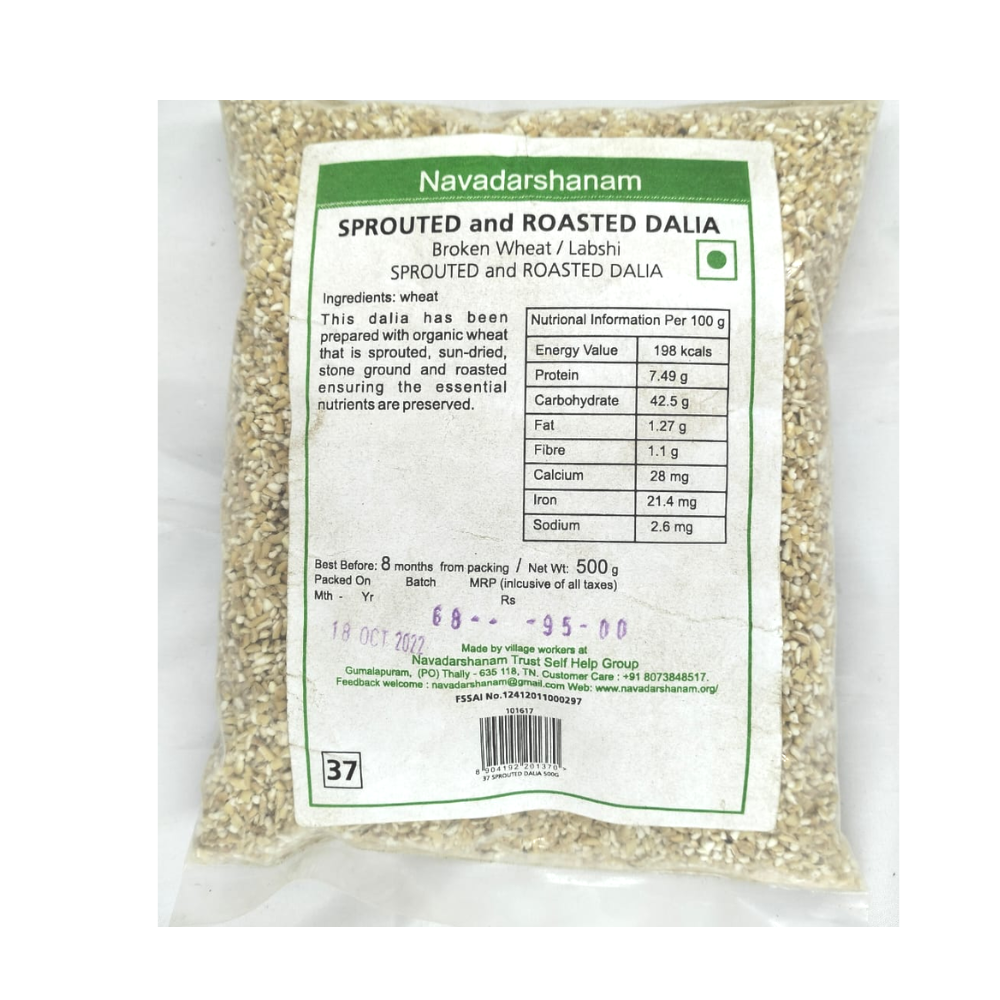 Navadarshanam
SPROUTED and ROASTED DALIA
Broken Wheat / Labshi
SPROUTED and ROASTED DALIA
Ingredients: wheat
This dalia has been
prepared with organic wheat
that is sprouted, sun-dried,
stone ground and roasted
ensuring the essential
nutrients are preserved.
Nutrional Information Per 100 g
Energy Value 198 kcals
Protein 7.49 g
Carbohydrate 42.5 g
Fat 1.27 g
Fibre 1.1 g
Calcium 28 mg
Iron 21.4 mg
Sodium 2.6 mg
Best Before: 8 months from packing / Net Wt: 500 g
Packed On Batch MRP (inlcusive of all taxes)
Mth - Yr Rs
68-- -95-00
18 OCT 2022
Made by village workers at
Navadarshanam Trust Self Help Group
Gumalapuram, (PO) Thally - 635 118, TN. Customer Care : +91 8073848517.
Feedback welcome : navadarshanam@gmail.com Web: www.navadarshanam.org/
FSSAI No.12412011000297
101617
8 904192 201370 >
37 SPROUTED DALIA 500G
37